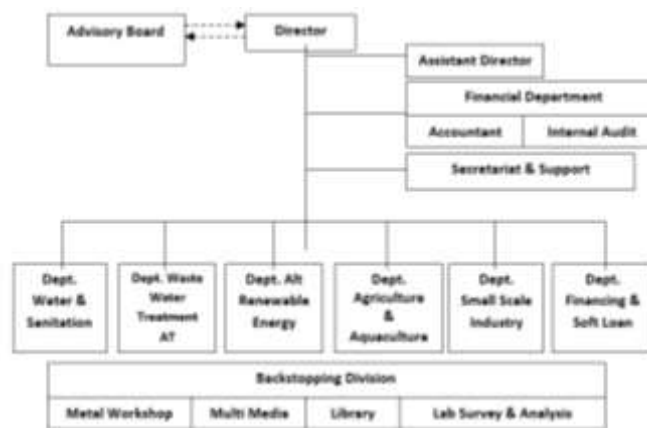 Advisory Board
Director
Assistant Director
Financial Department
Accountant
Internal Audit
Secretariat & Support
Dept.
Water &
Sanitation
Dept. Waste
Water
Treatment
AT
Dept. Alt
Renewable
Energy
Dept.
Agriculture
&
Aquaculture
Dept.
Small Scale
Industry
Dept.
Financing &
Soft Loan
Backstopping Division
Metal Workshop
Multi Media
Library
Lab Survey & Analysis